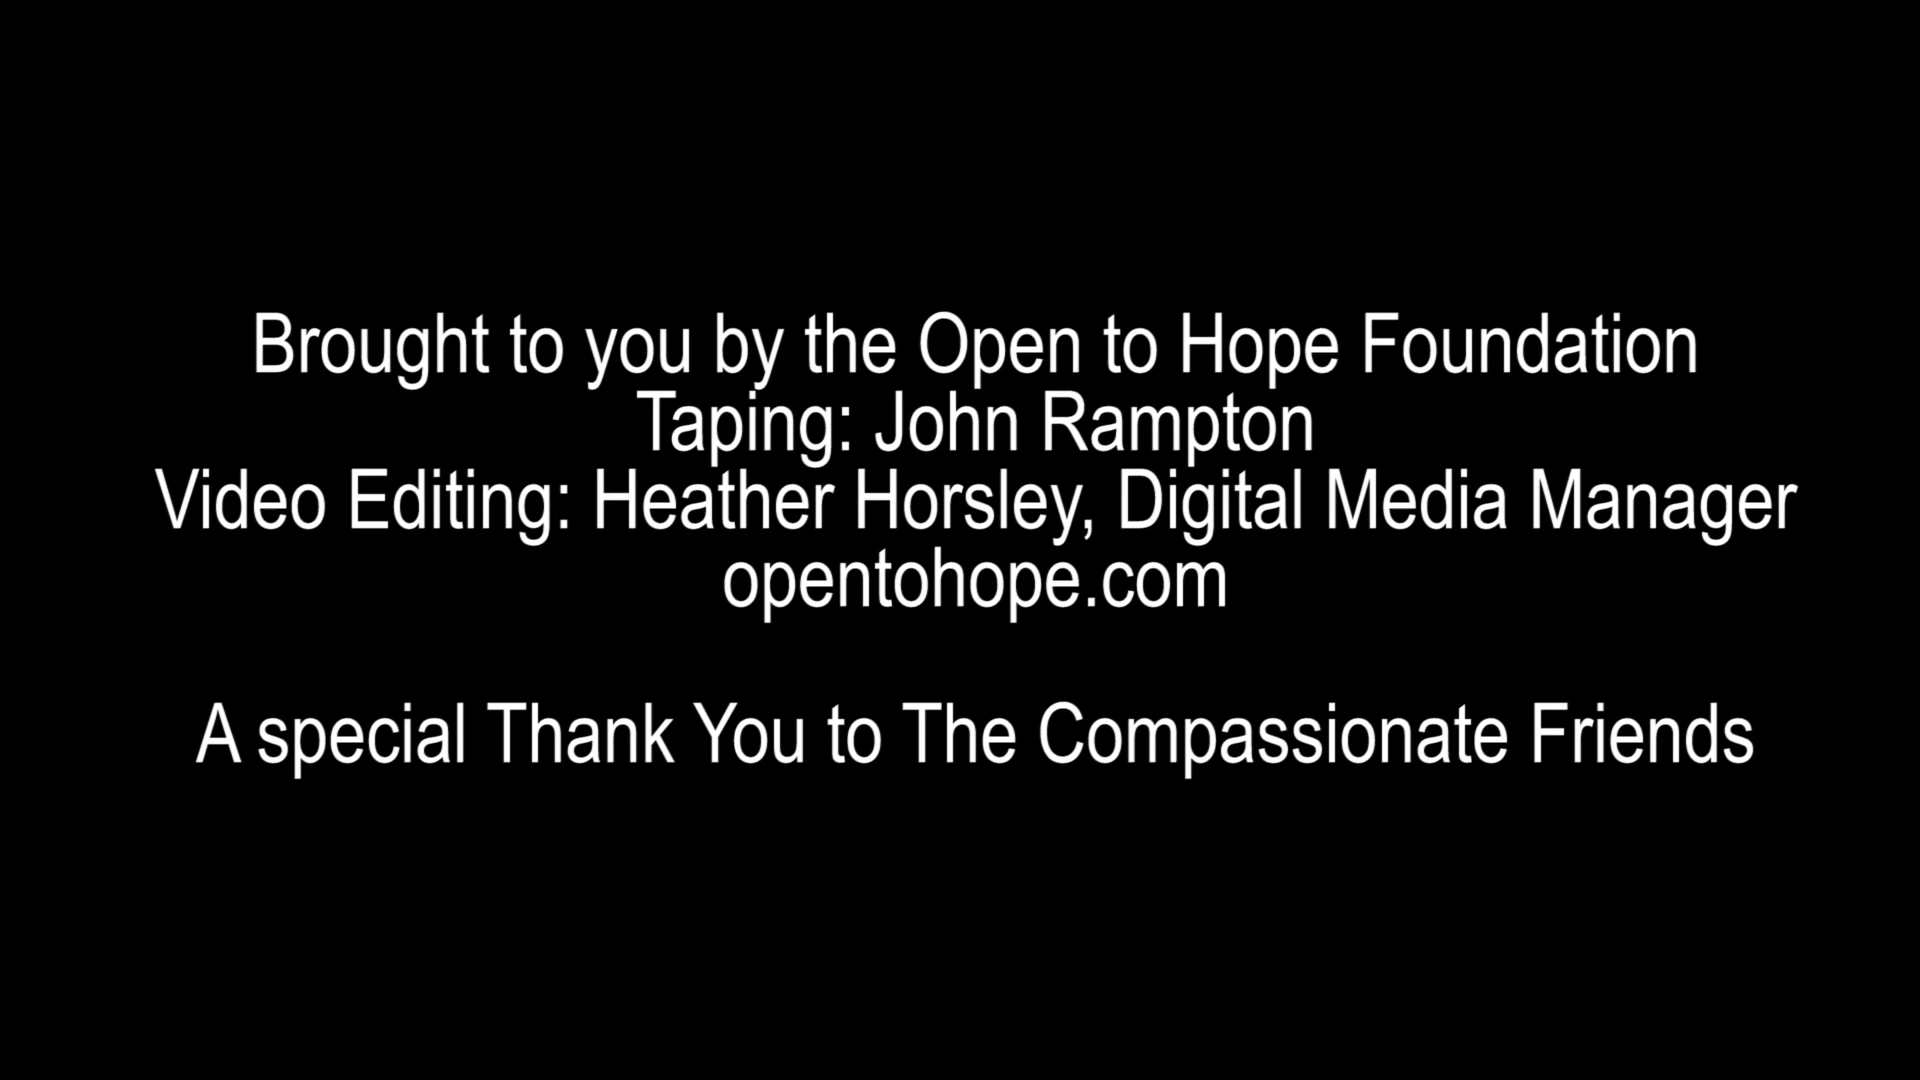 Brought to you by the Open to Hope Foundation
Taping: John Rampton
Video Editing: Heather Horsley, Digital Media Manager
opentohope.com
A special Thank You to The Compassionate Friends